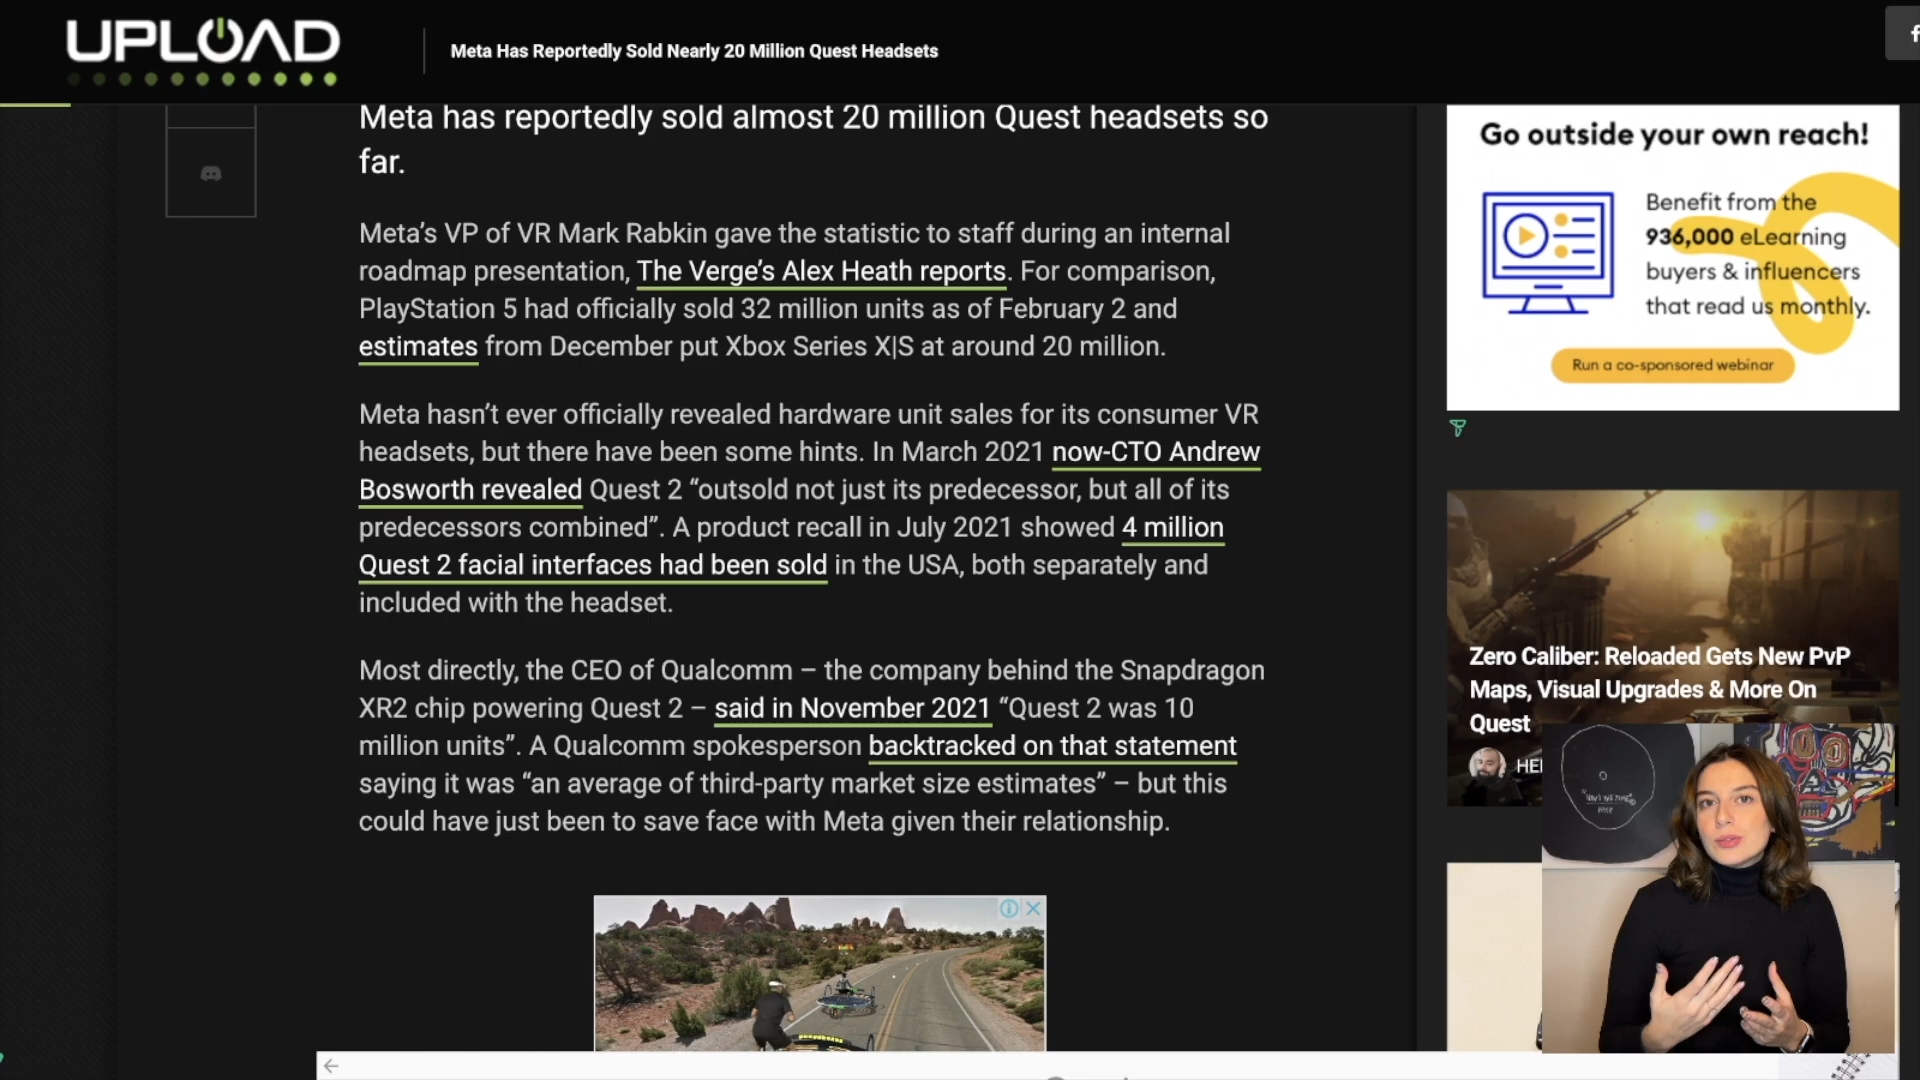 UPLOAD
Meta Has Reportedly Sold Nearly 20 Million Quest Headsets
Meta has reportedly sold almost 20 million Quest headsets so
far.
Meta’s VP of VR Mark Rabkin gave the statistic to staff during an internal
roadmap presentation, The Verge’s Alex Heath reports. For comparison,
PlayStation 5 had officially sold 32 million units as of February 2 and
estimates from December put Xbox Series X|S at around 20 million.
Meta hasn’t ever officially revealed hardware unit sales for its consumer VR
headsets, but there have been some hints. In March 2021 now-CTO Andrew
Bosworth revealed Quest 2 “outsold not just its predecessor, but all of its
predecessors combined”. A product recall in July 2021 showed 4 million
Quest 2 facial interfaces had been sold in the USA, both separately and
included with the headset.
Most directly, the CEO of Qualcomm – the company behind the Snapdragon
XR2 chip powering Quest 2 – said in November 2021 “Quest 2 was 10
million units”. A Qualcomm spokesperson backtracked on that statement
saying it was “an average of third-party market size estimates” – but this
could have just been to save face with Meta given their relationship.
Go outside your own reach!
Benefit from the
936,000 eLearning
buyers & influencers
that read us monthly.
Run a co-sponsored webinar
Zero Caliber: Reloaded Gets New PvP
Maps, Visual Upgrades & More On
Quest